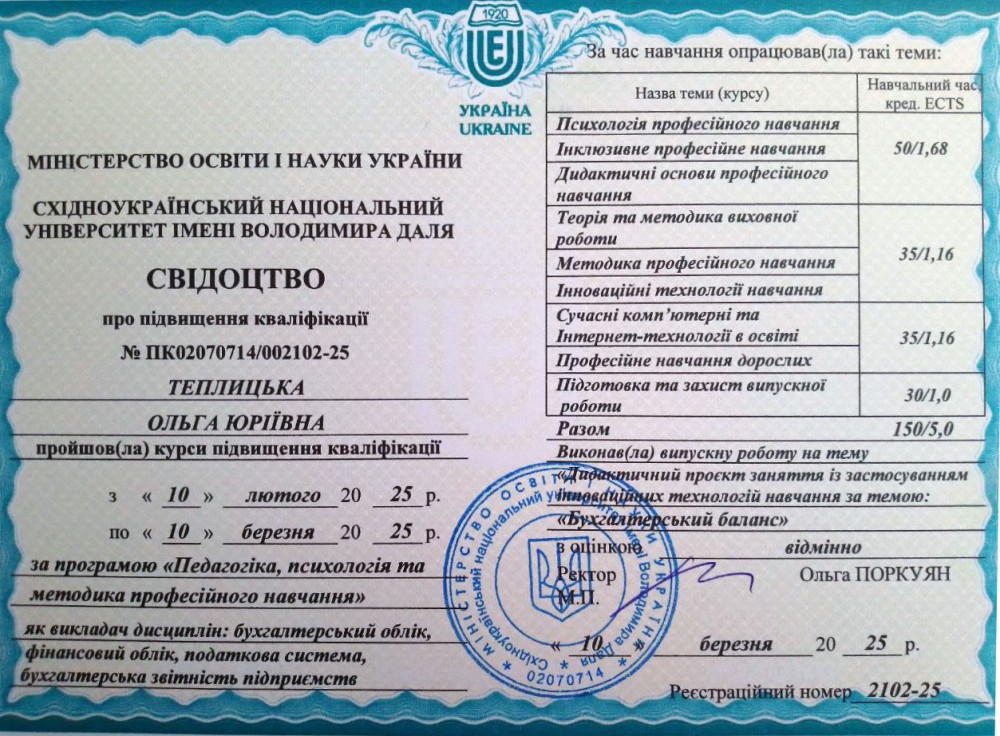 1920
УКРАЇНА
UKRAINE
МІНІСТЕРСТВО ОСВІТИ І НАУКИ УКРАЇНИ
СХІДНОУКРАЇНСЬКИЙ НАЦІОНАЛЬНИЙ
УНІВЕРСИТЕТ ІМЕНІ ВОЛОДИМИРА ДАЛЯ
СВІДОЦТВО
про підвищення кваліфікації
№ ПК02070714/002102-25
ТЕПЛИЦЬКА
ОЛЬГА ЮРІЇВНА
пройшов(ла) курси підвищення кваліфікації
з « 10 » лютого 20 25 р.
по « 10 » березня 20 25 р.
за програмою «Педагогіка, психологія та
методика професійного навчання»
як викладач дисциплін: бухгалтерський облік,
фінансовий облік, податкова система,
бухгалтерська звітність підприємств
За час навчання опрацював(ла) такі теми:
Назва теми (курсу)
Навчальний час,
кред. ECTS
Психологія професійного навчання
Інклюзивне професійне навчання
50/1,68
Дидактичні основи професійного
навчання
Теорія та методика виховної
роботи
Методика професійного навчання
35/1,16
Інноваційні технології навчання
Сучасні комп’ютерні та
Інтернет-технології в освіті
35/1,16
Професійне навчання дорослих
Підготовка та захист випускної
роботи
30/1,0
Разом 150/5,0
Виконав(ла) випускну роботу на тему
«Дидактичний проєкт заняття із застосуванням
інноваційних технологій навчання за темою:
«Бухгалтерський баланс»
з оцінкою відмінно
Ректор Ольга ПОРКУЯН
М.П.
« 10 » березня 20 25 р.
Реєстраційний номер 2102-25
МІНІСТЕРСТВО ОСВІТИ І НАУКИ УКРАЇНИ
Східноукраїнський національний університет імені Володимира Даля
02070714